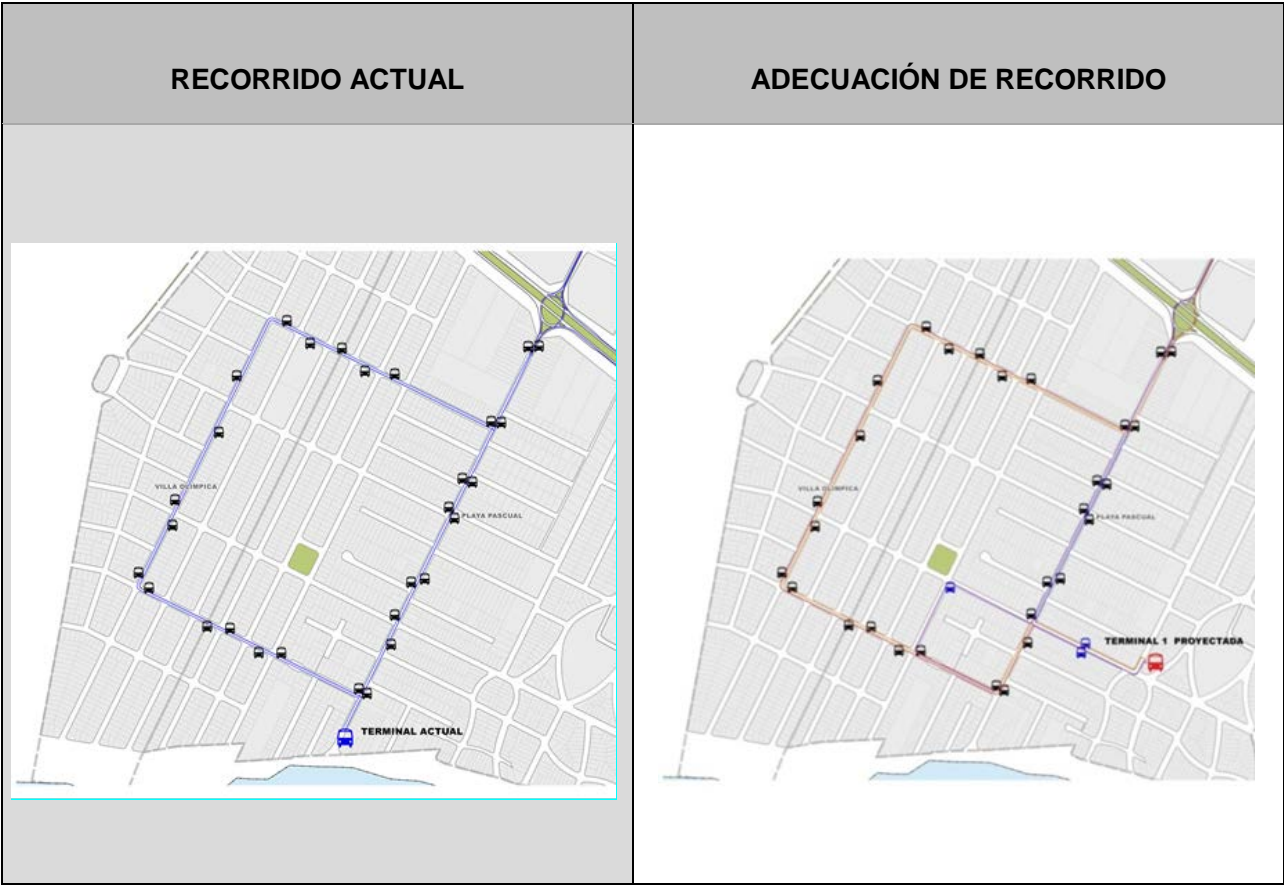 RECORRIDO ACTUAL
ADECUACIÓN DE RECORRIDO
VILLA OLIMPICA
PLAYA PASCUAL
TERMINAL ACTUAL
VILLA OLIMPICA
PLAYA PASCUAL
TERMINAL 1 PROYECTADA